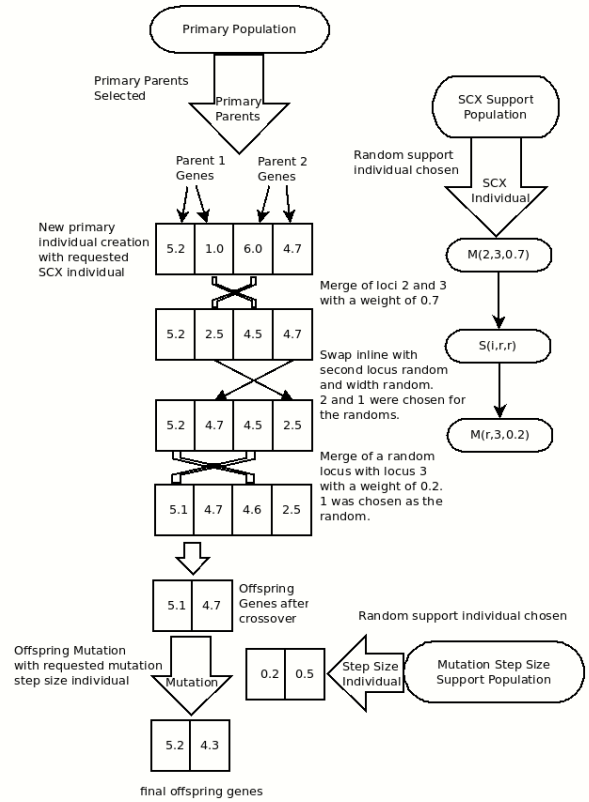 Primary Population
Primary Parents
Selected
Primary
Parents
SCX Support
Population
Random support
individual chosen
SCX
Individual
Parent 1
Genes
Parent 2
Genes
New primary
individual creation
with requested
SCX individual
5.2 1.0 6.0 4.7
M(2,3,0.7)
Merge of loci 2 and 3
with a weight of 0.7
5.2 2.5 4.5 4.7
S(i,r,r)
Swap inline with
second locus random
and width random.
2 and 1 were chosen for
the randoms.
5.2 4.7 4.5 2.5
M(r,3,0.2)
Merge of a random
locus with locus 3
with a weight of 0.2.
1 was chosen as the
random.
5.1 4.7 4.6 2.5
5.1 4.7
Offspring
Genes after
crossover
Random support individual chosen
Offspring Mutation
with requested mutation
step size individual
Mutation
0.2 0.5
Step Size
Individual
Mutation Step Size
Support Population
5.2 4.3
final offspring genes